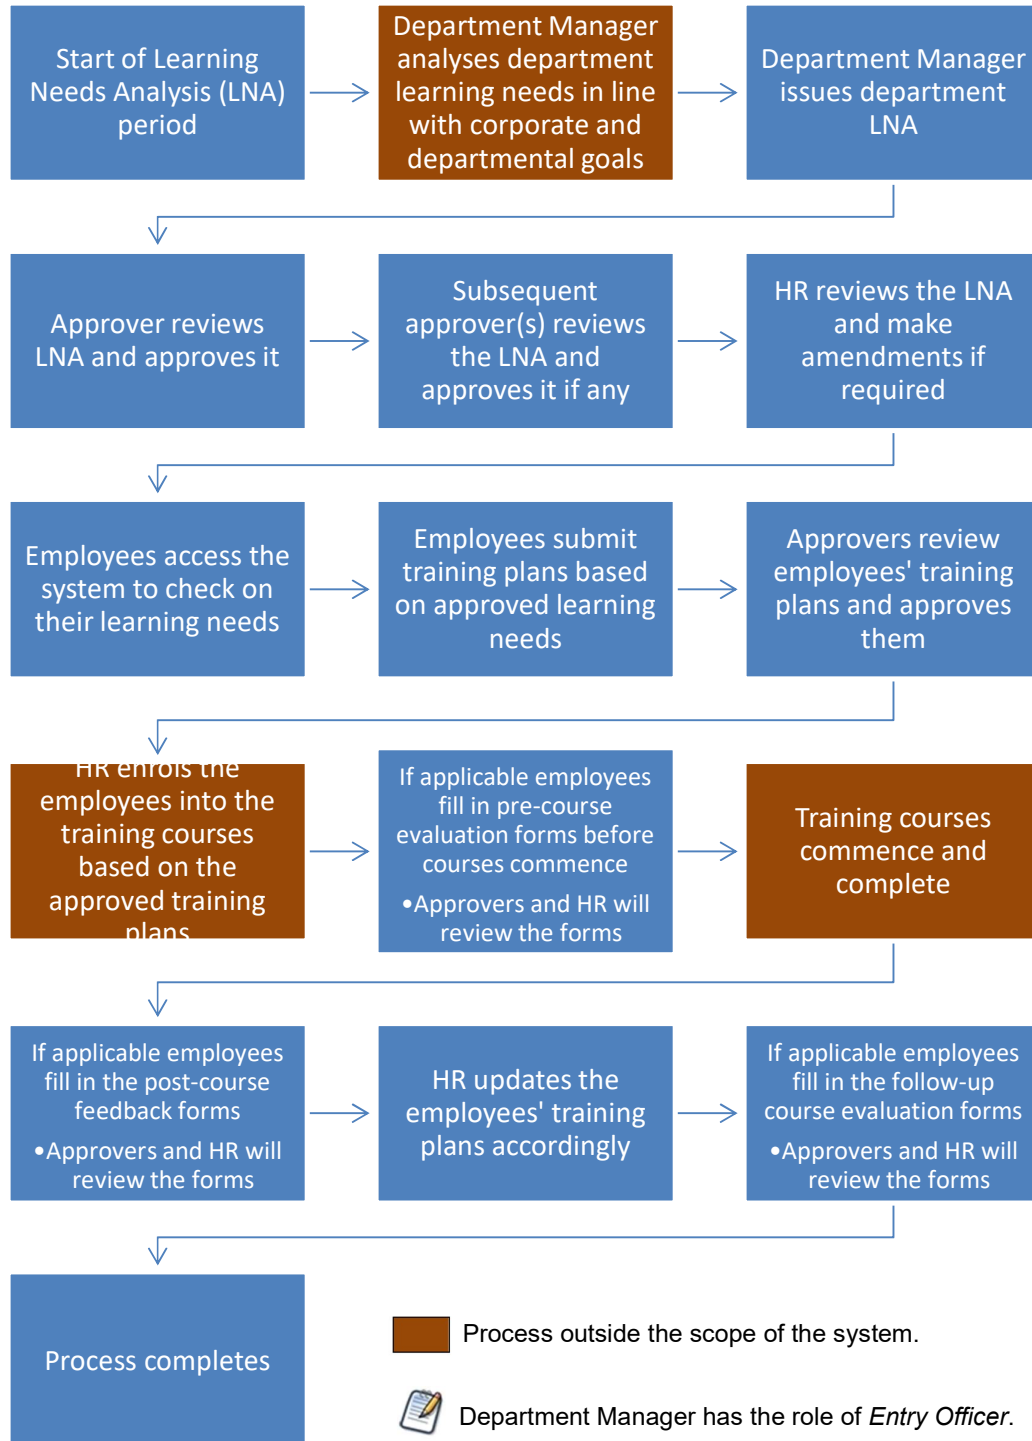 Start of Learning
Needs Analysis (LNA)
period
Department Manager
analyses department
learning needs in line
with corporate and
departmental goals
Department Manager
issues department
LNA
Approver reviews
LNA and approves it
Subsequent
approver(s) reviews
the LNA and
approves it if any
HR reviews the LNA
and make
amendments if
required
Employees access the
system to check on
their learning needs
Employees submit
training plans based
on approved learning
needs
Approvers review
employees' training
plans and approves
them
HR enrols the
employees into the
training courses
based on the
approved training
plans
If applicable employees
fill in pre-course
evaluation forms before
courses commence
•Approvers and HR will
review the forms
Training courses
commence and
complete
If applicable employees
fill in the post-course
feedback forms
•Approvers and HR will
review the forms
HR updates the
employees' training
plans accordingly
If applicable employees
fill in the follow-up
course evaluation forms
•Approvers and HR will
review the forms
Process completes
Process outside the scope of the system.
Department Manager has the role of Entry Officer.